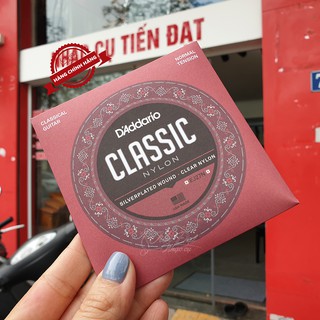 CỤ TIẾN ĐẠT
HÀNG CHÍNH HÃNG
CLASSICAL
GUITAR
NORMAL
TENSION
D'Addario
CLASSIC
NYLON
SILVERPLATED WOUND · CLEAR NYLON